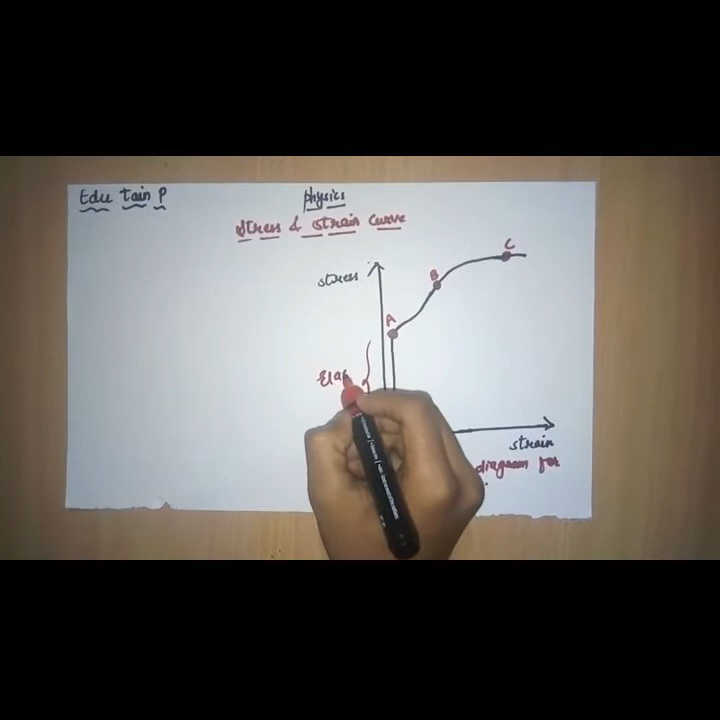 Edu Tain P
physics
Stress & strain curve
stress
C
B
A
Elas
strain
diagram for